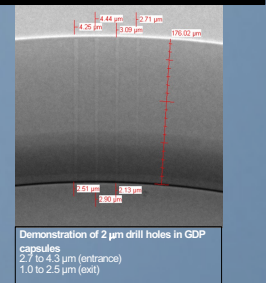 4.44 µm 2.71 µm
4.25 µm 3.09 µm 176.02 µm
2.51 µm 2.13 µm
2.90 µm
Demonstration of 2 µm drill holes in GDP
capsules
2.7 to 4.3 µm (entrance)
1.0 to 2.5 µm (exit)